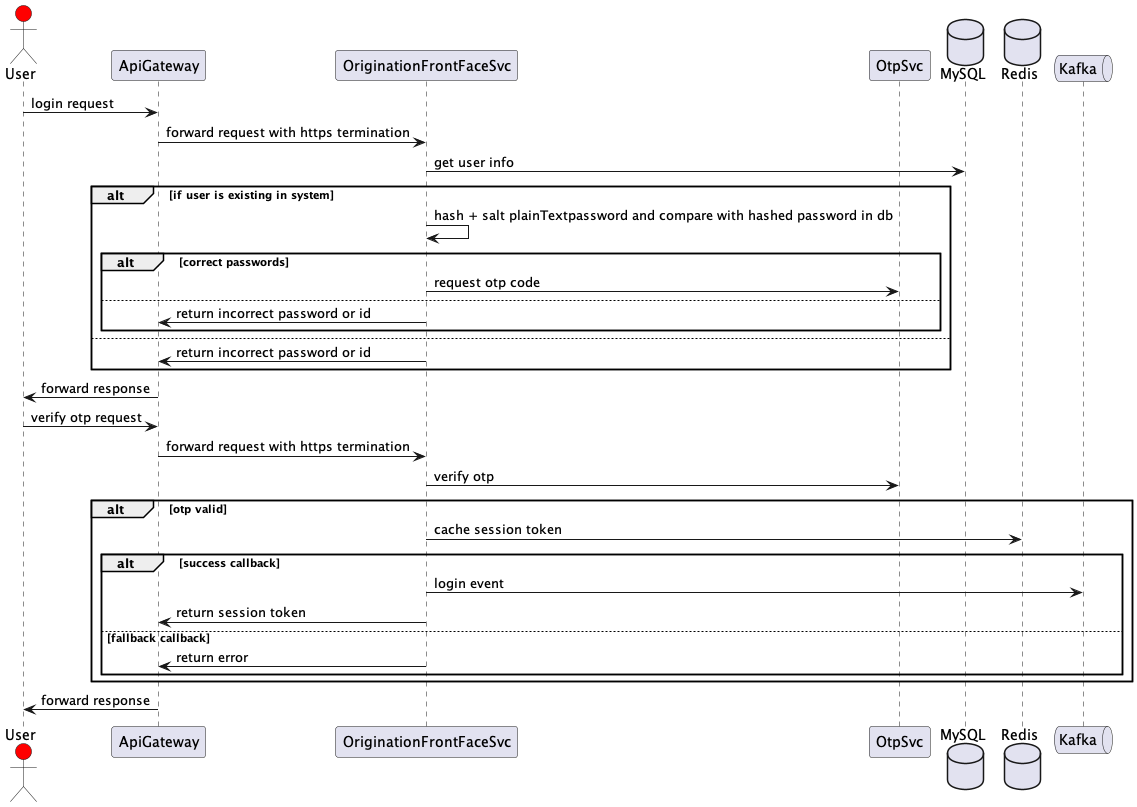 User
ApiGateway
OriginationFrontFaceSvc
OtpSvc
MySQL
Redis
Kafka
login request
forward request with https termination
get user info
alt [if user is existing in system]
hash + salt plainTextpassword and compare with hashed password in db
alt [correct passwords]
request otp code
return incorrect password or id
return incorrect password or id
forward response
verify otp request
forward request with https termination
verify otp
alt [otp valid]
cache session token
alt [success callback]
login event
return session token
[fallback callback]
return error
forward response
User
ApiGateway
OriginationFrontFaceSvc
OtpSvc
MySQL
Redis
Kafka